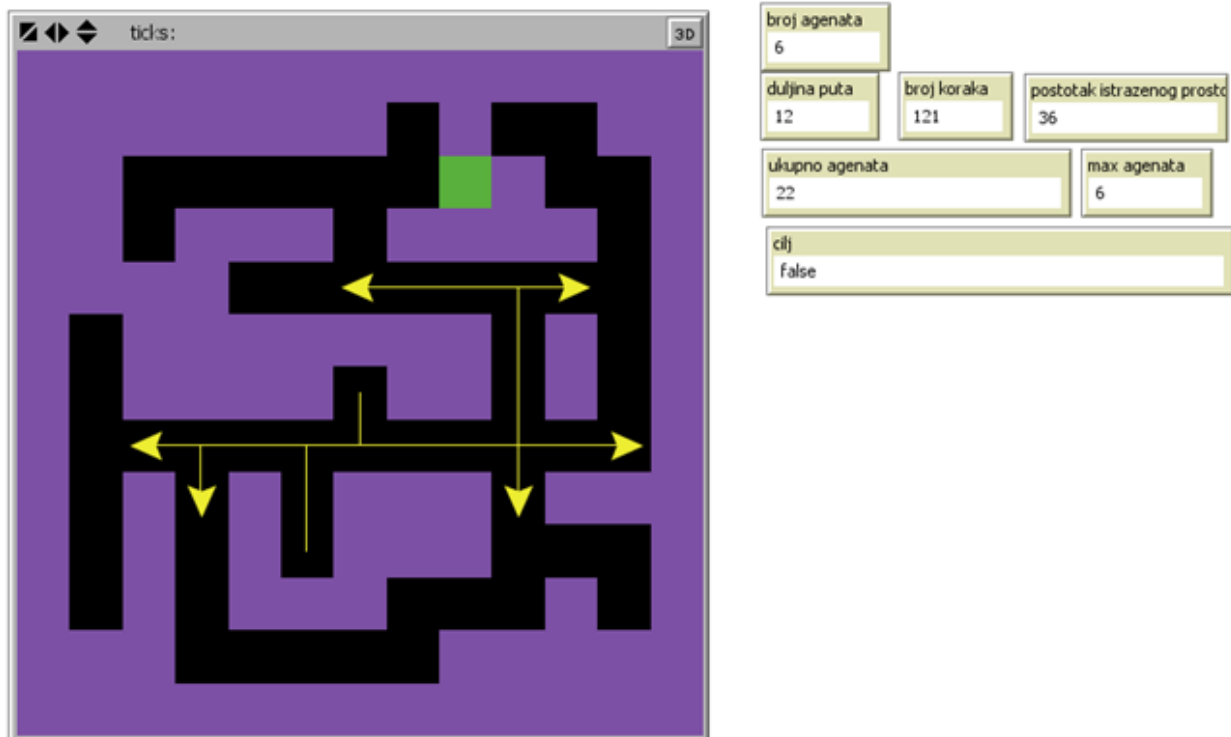 ticks:
3D
broj agenata
6
duljina puta
12
broj koraka
121
postotak istrazenog prosto
36
ukupno agenata
22
max agenata
6
cilj
false